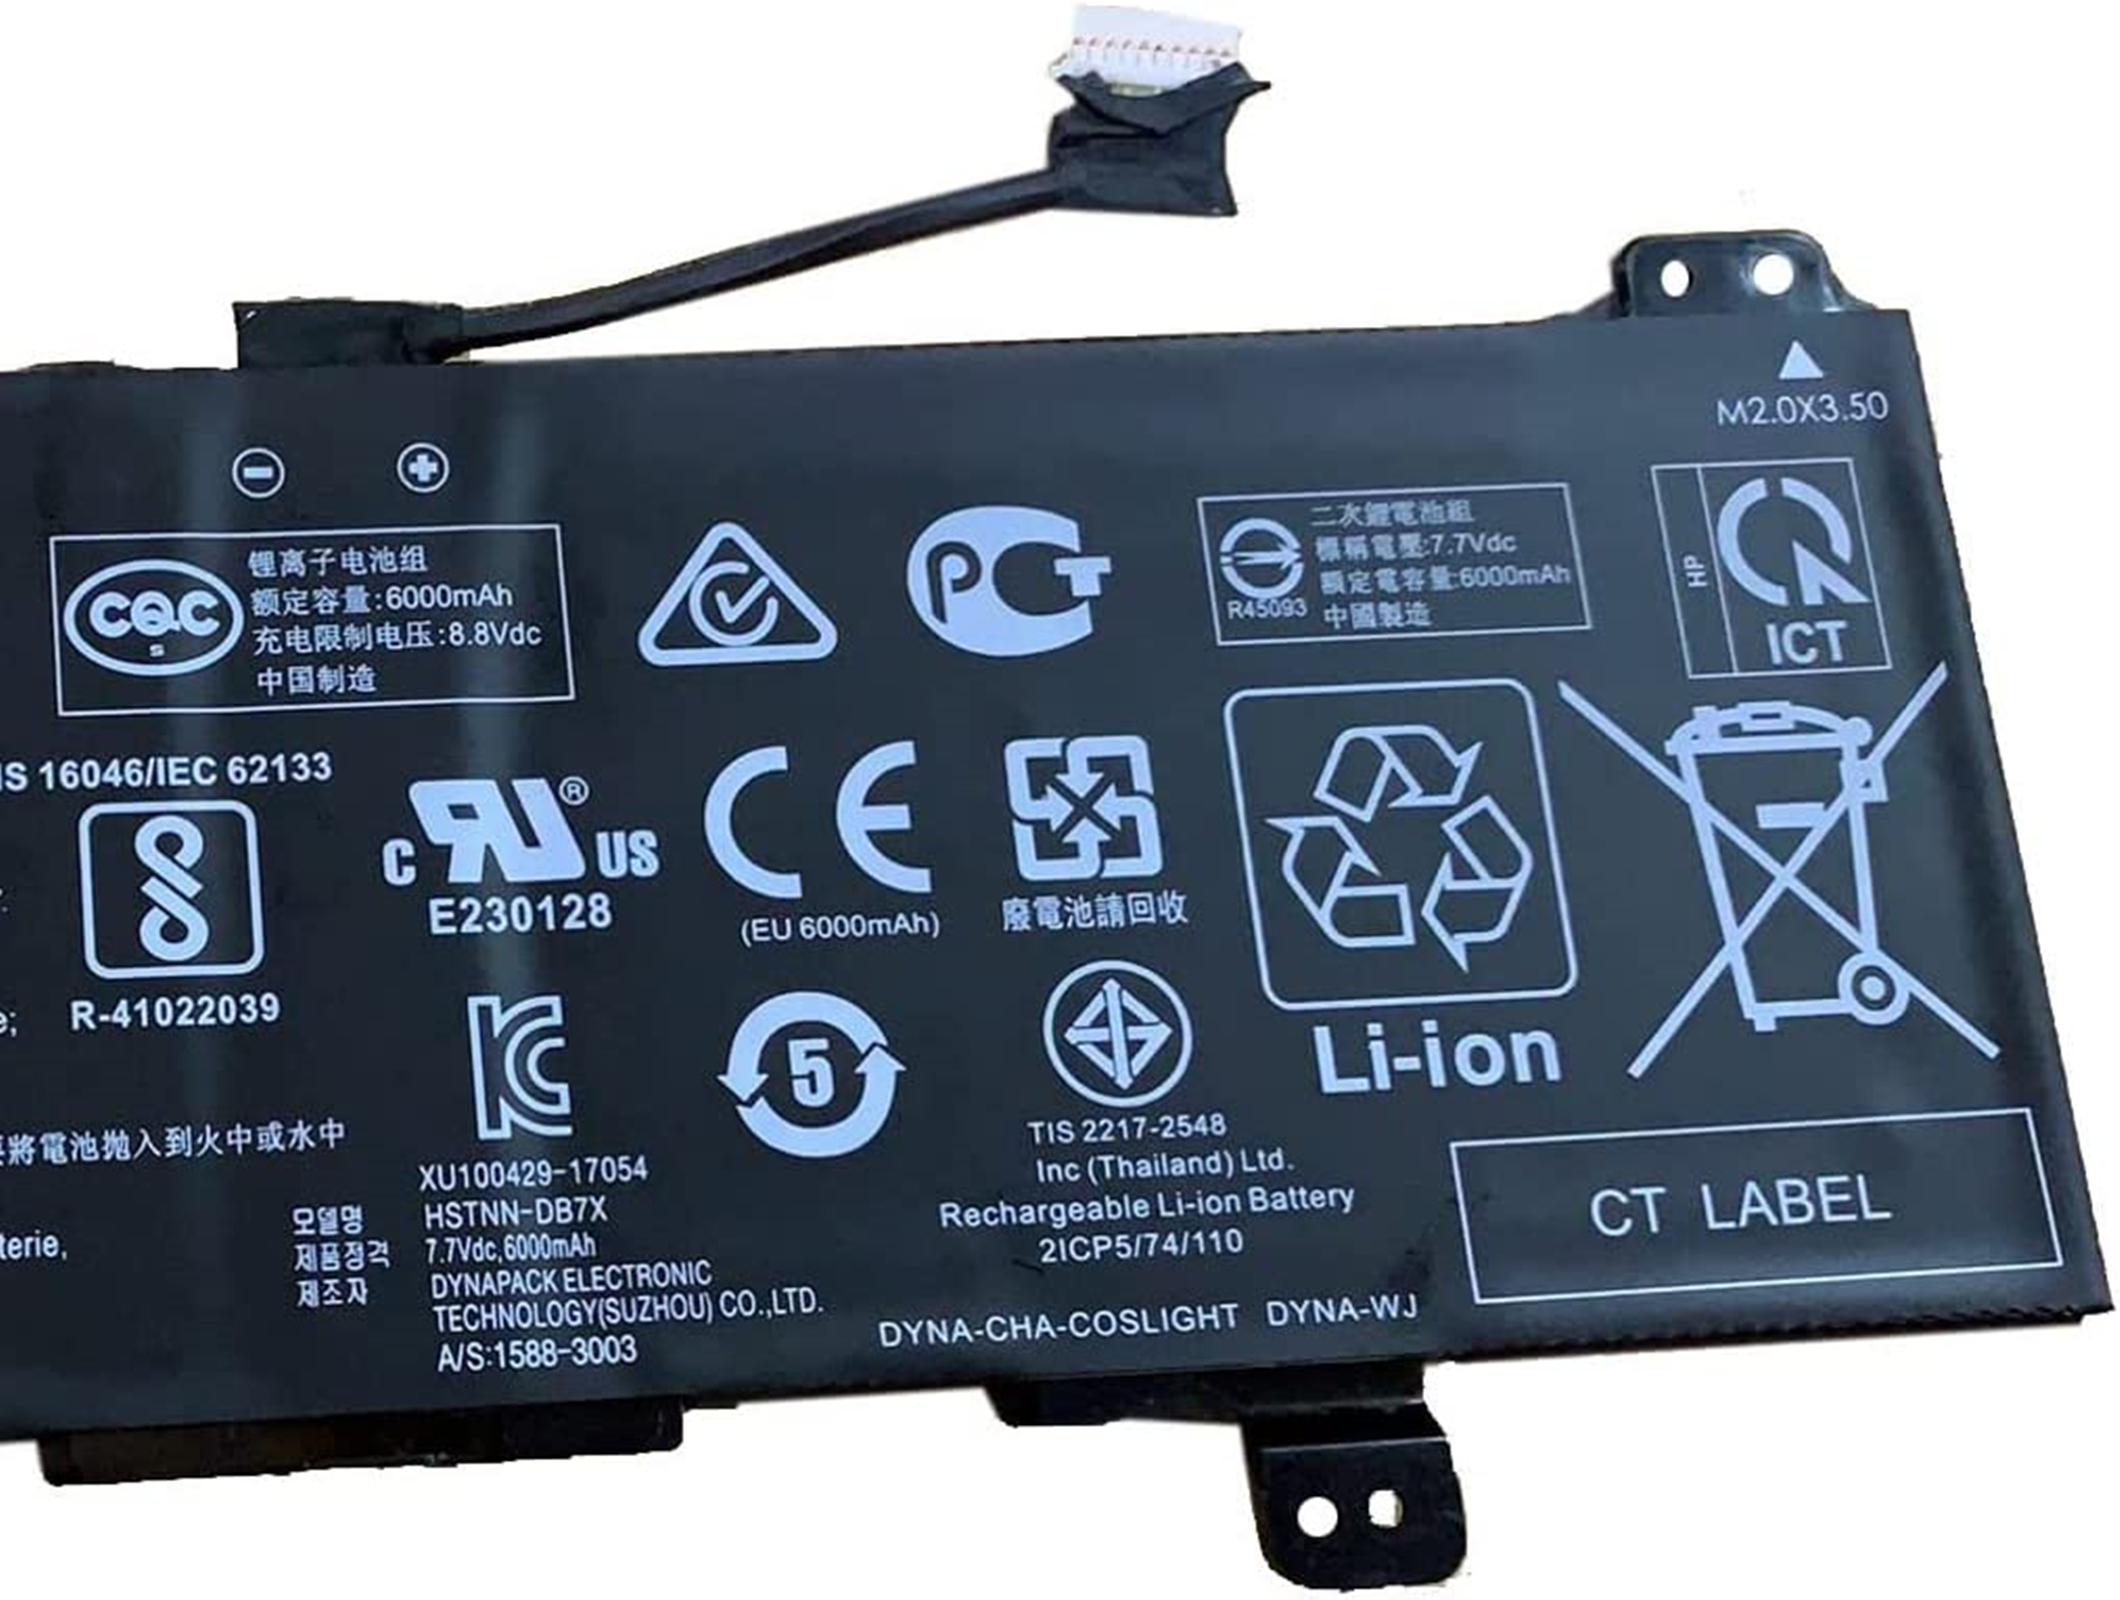 M2.0X3.50
CQC
S
锂离子电池组
额定容量:6000mAh
充电限制电压:8.8Vdc
中国制造
PCT
R45093
二次鋰電池組
標稱電壓:7.7Vdc
額定電容量:6000mAh
中國製造
HP
ICT
IS 16046/IEC 62133
R-41022039
C RU® US
E230128
CE
(EU 6000mAh)
廢電池請回收
Li-ion
e;
將電池拋入到火中或水中
terie,
KC
XU100429-17054
모델명 HSTNN-DB7X
제품정격 7.7Vdc,6000mAh
제조자 DYNAPACK ELECTRONIC
TECHNOLOGY(SUZHOU) CO.,LTD.
A/S:1588-3003
5
TIS 2217-2548
Inc (Thailand) Ltd.
Rechargeable Li-ion Battery
2ICP5/74/110
DYNA-CHA-COSLIGHT DYNA-WJ
CT LABEL